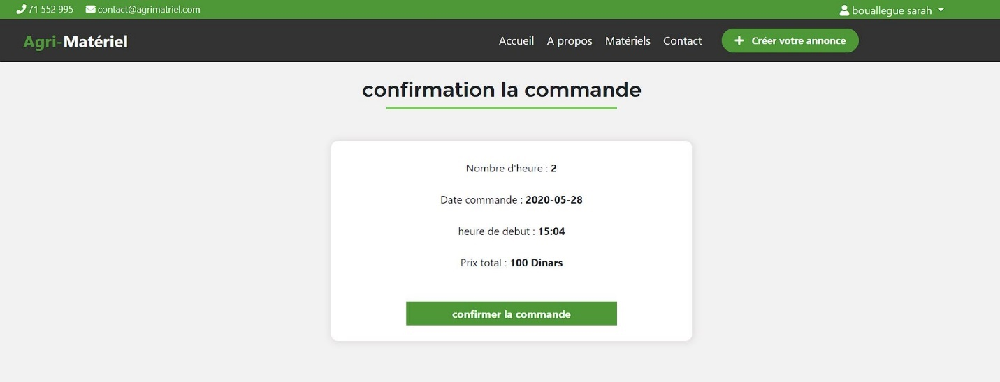 71 552 995 contact@agrimatriel.com bouallegue sarah
Agri-Matériel Accueil A propos Matériels Contact + Créer votre annonce
confirmation la commande
Nombre d'heure : 2
Date commande : 2020-05-28
heure de debut : 15:04
Prix total : 100 Dinars
confirmer la commande